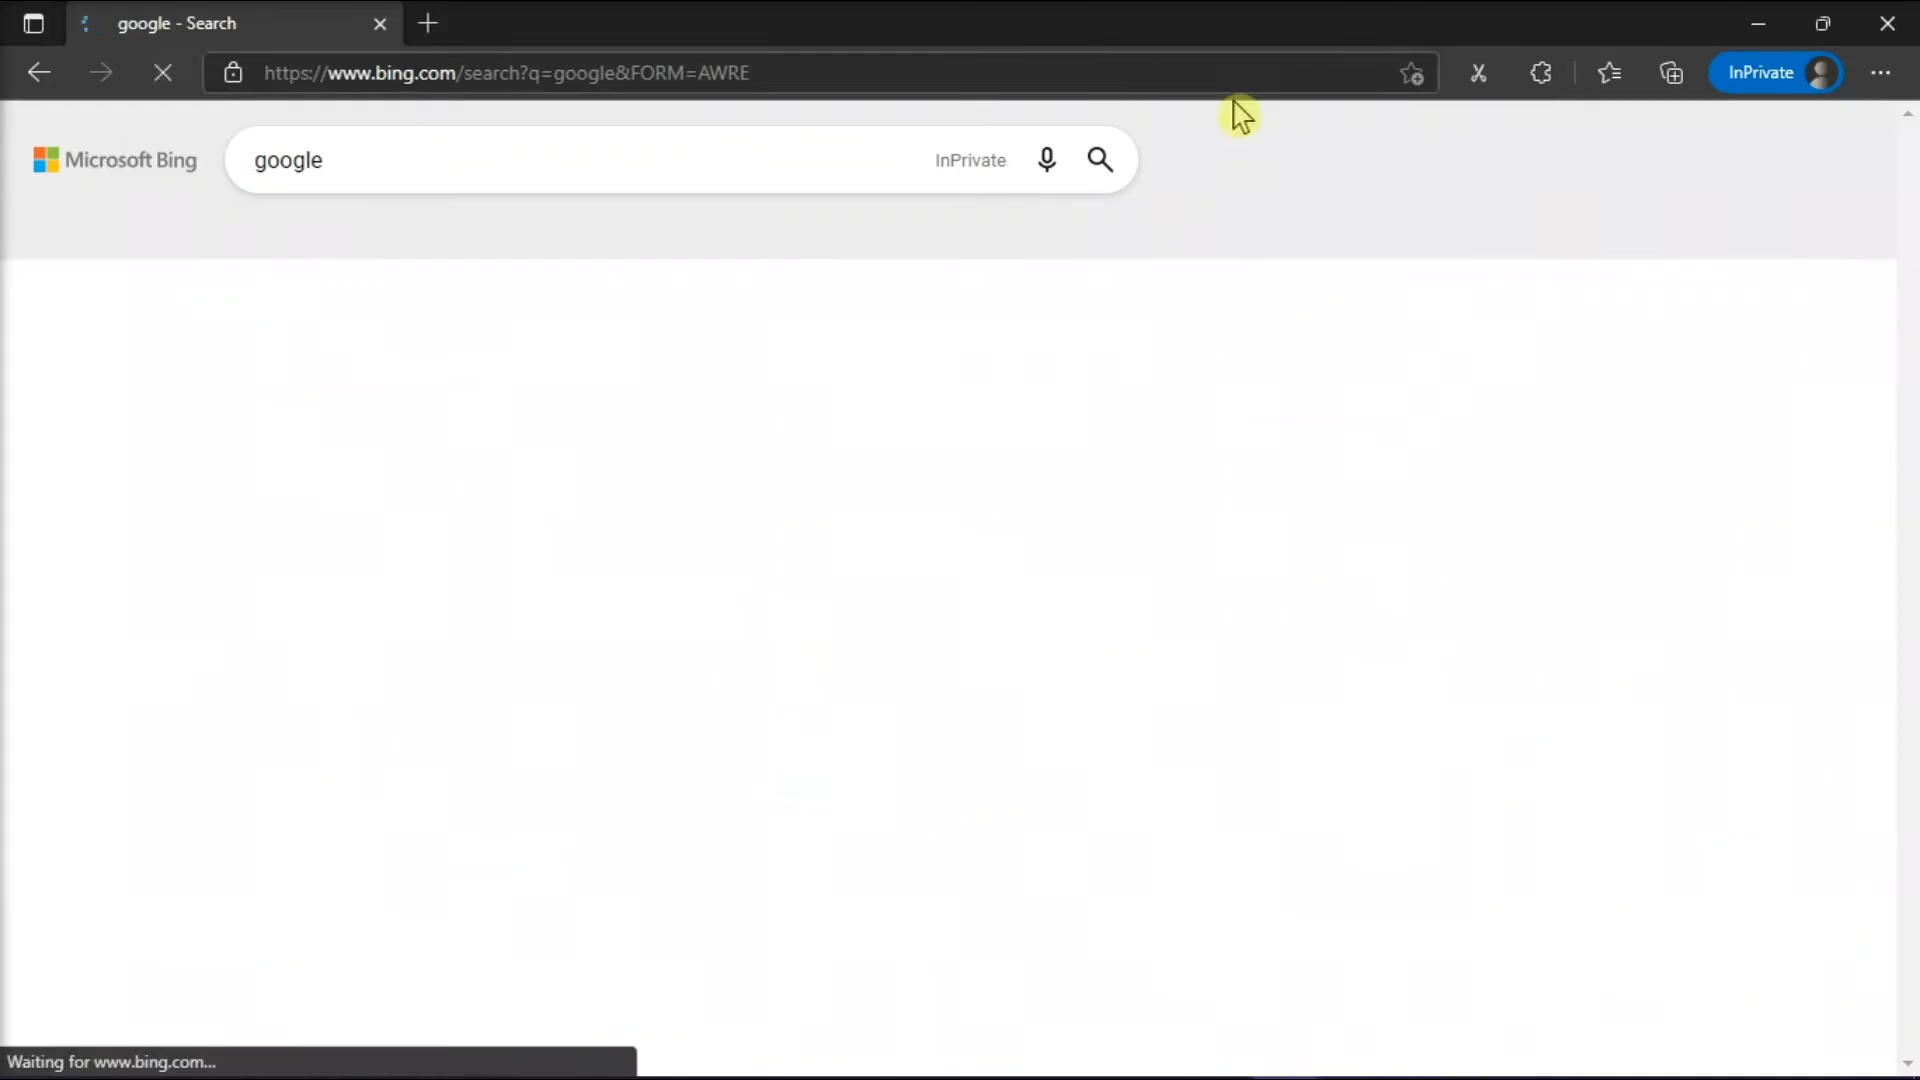 google - Search
https://www.bing.com/search?q=google&FORM=AWRE
InPrivate
Microsoft Bing
google
InPrivate
Waiting for www.bing.com...